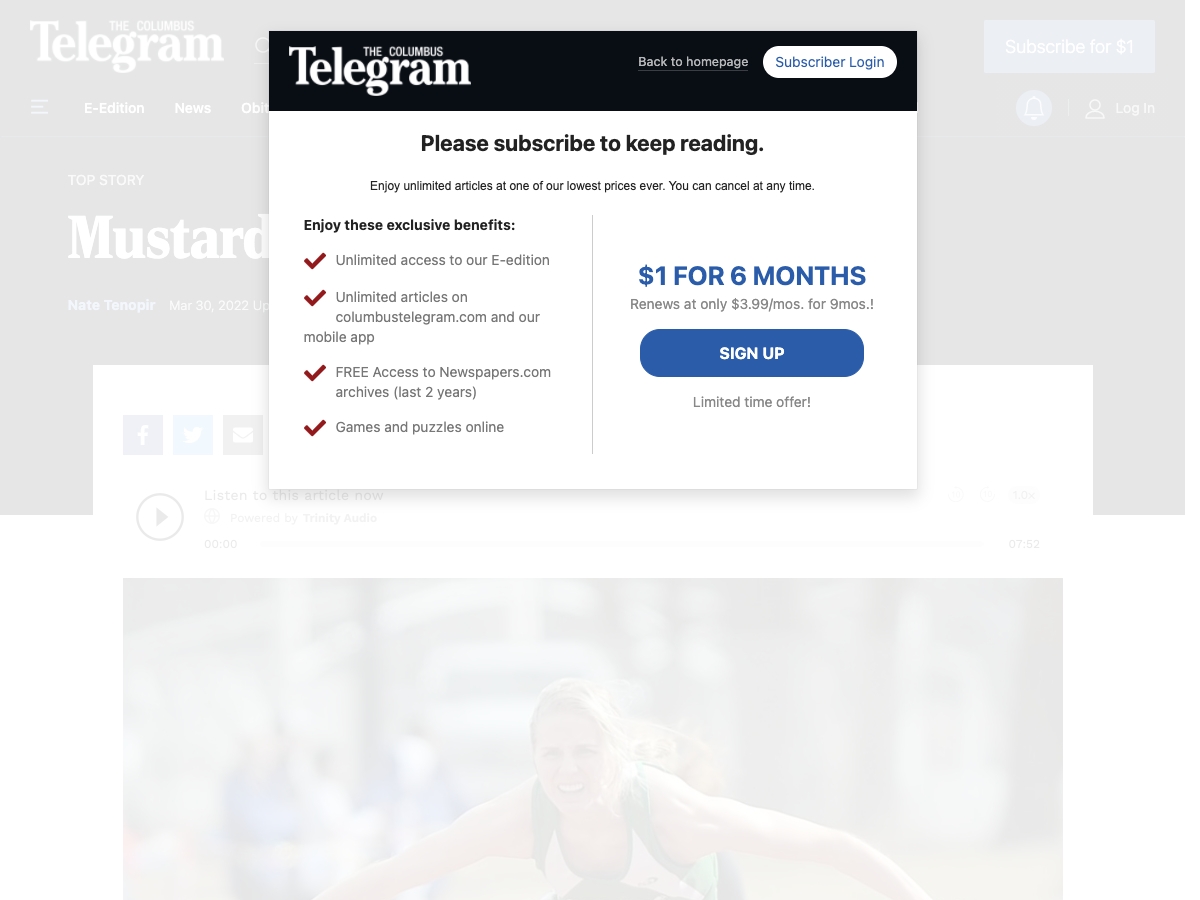 THE COLUMBUS
Telegram
Subscribe for $1
E-Edition
News
Log In
TOP STORY
Mustard
Nate Tenopir
Mar 30, 2022
THE COLUMBUS
Telegram
Back to homepage
Subscriber Login
Please subscribe to keep reading.
Enjoy unlimited articles at one of our lowest prices ever. You can cancel at any time.
Enjoy these exclusive benefits:
Unlimited access to our E-edition
Unlimited articles on
columbustelegram.com and our
mobile app
FREE Access to Newspapers.com
archives (last 2 years)
Games and puzzles online
$1 FOR 6 MONTHS
Renews at only $3.99/mos. for 9mos.!
SIGN UP
Limited time offer!
Listen to this article now
1.0x
Powered by Trinity Audio
00:00
07:52